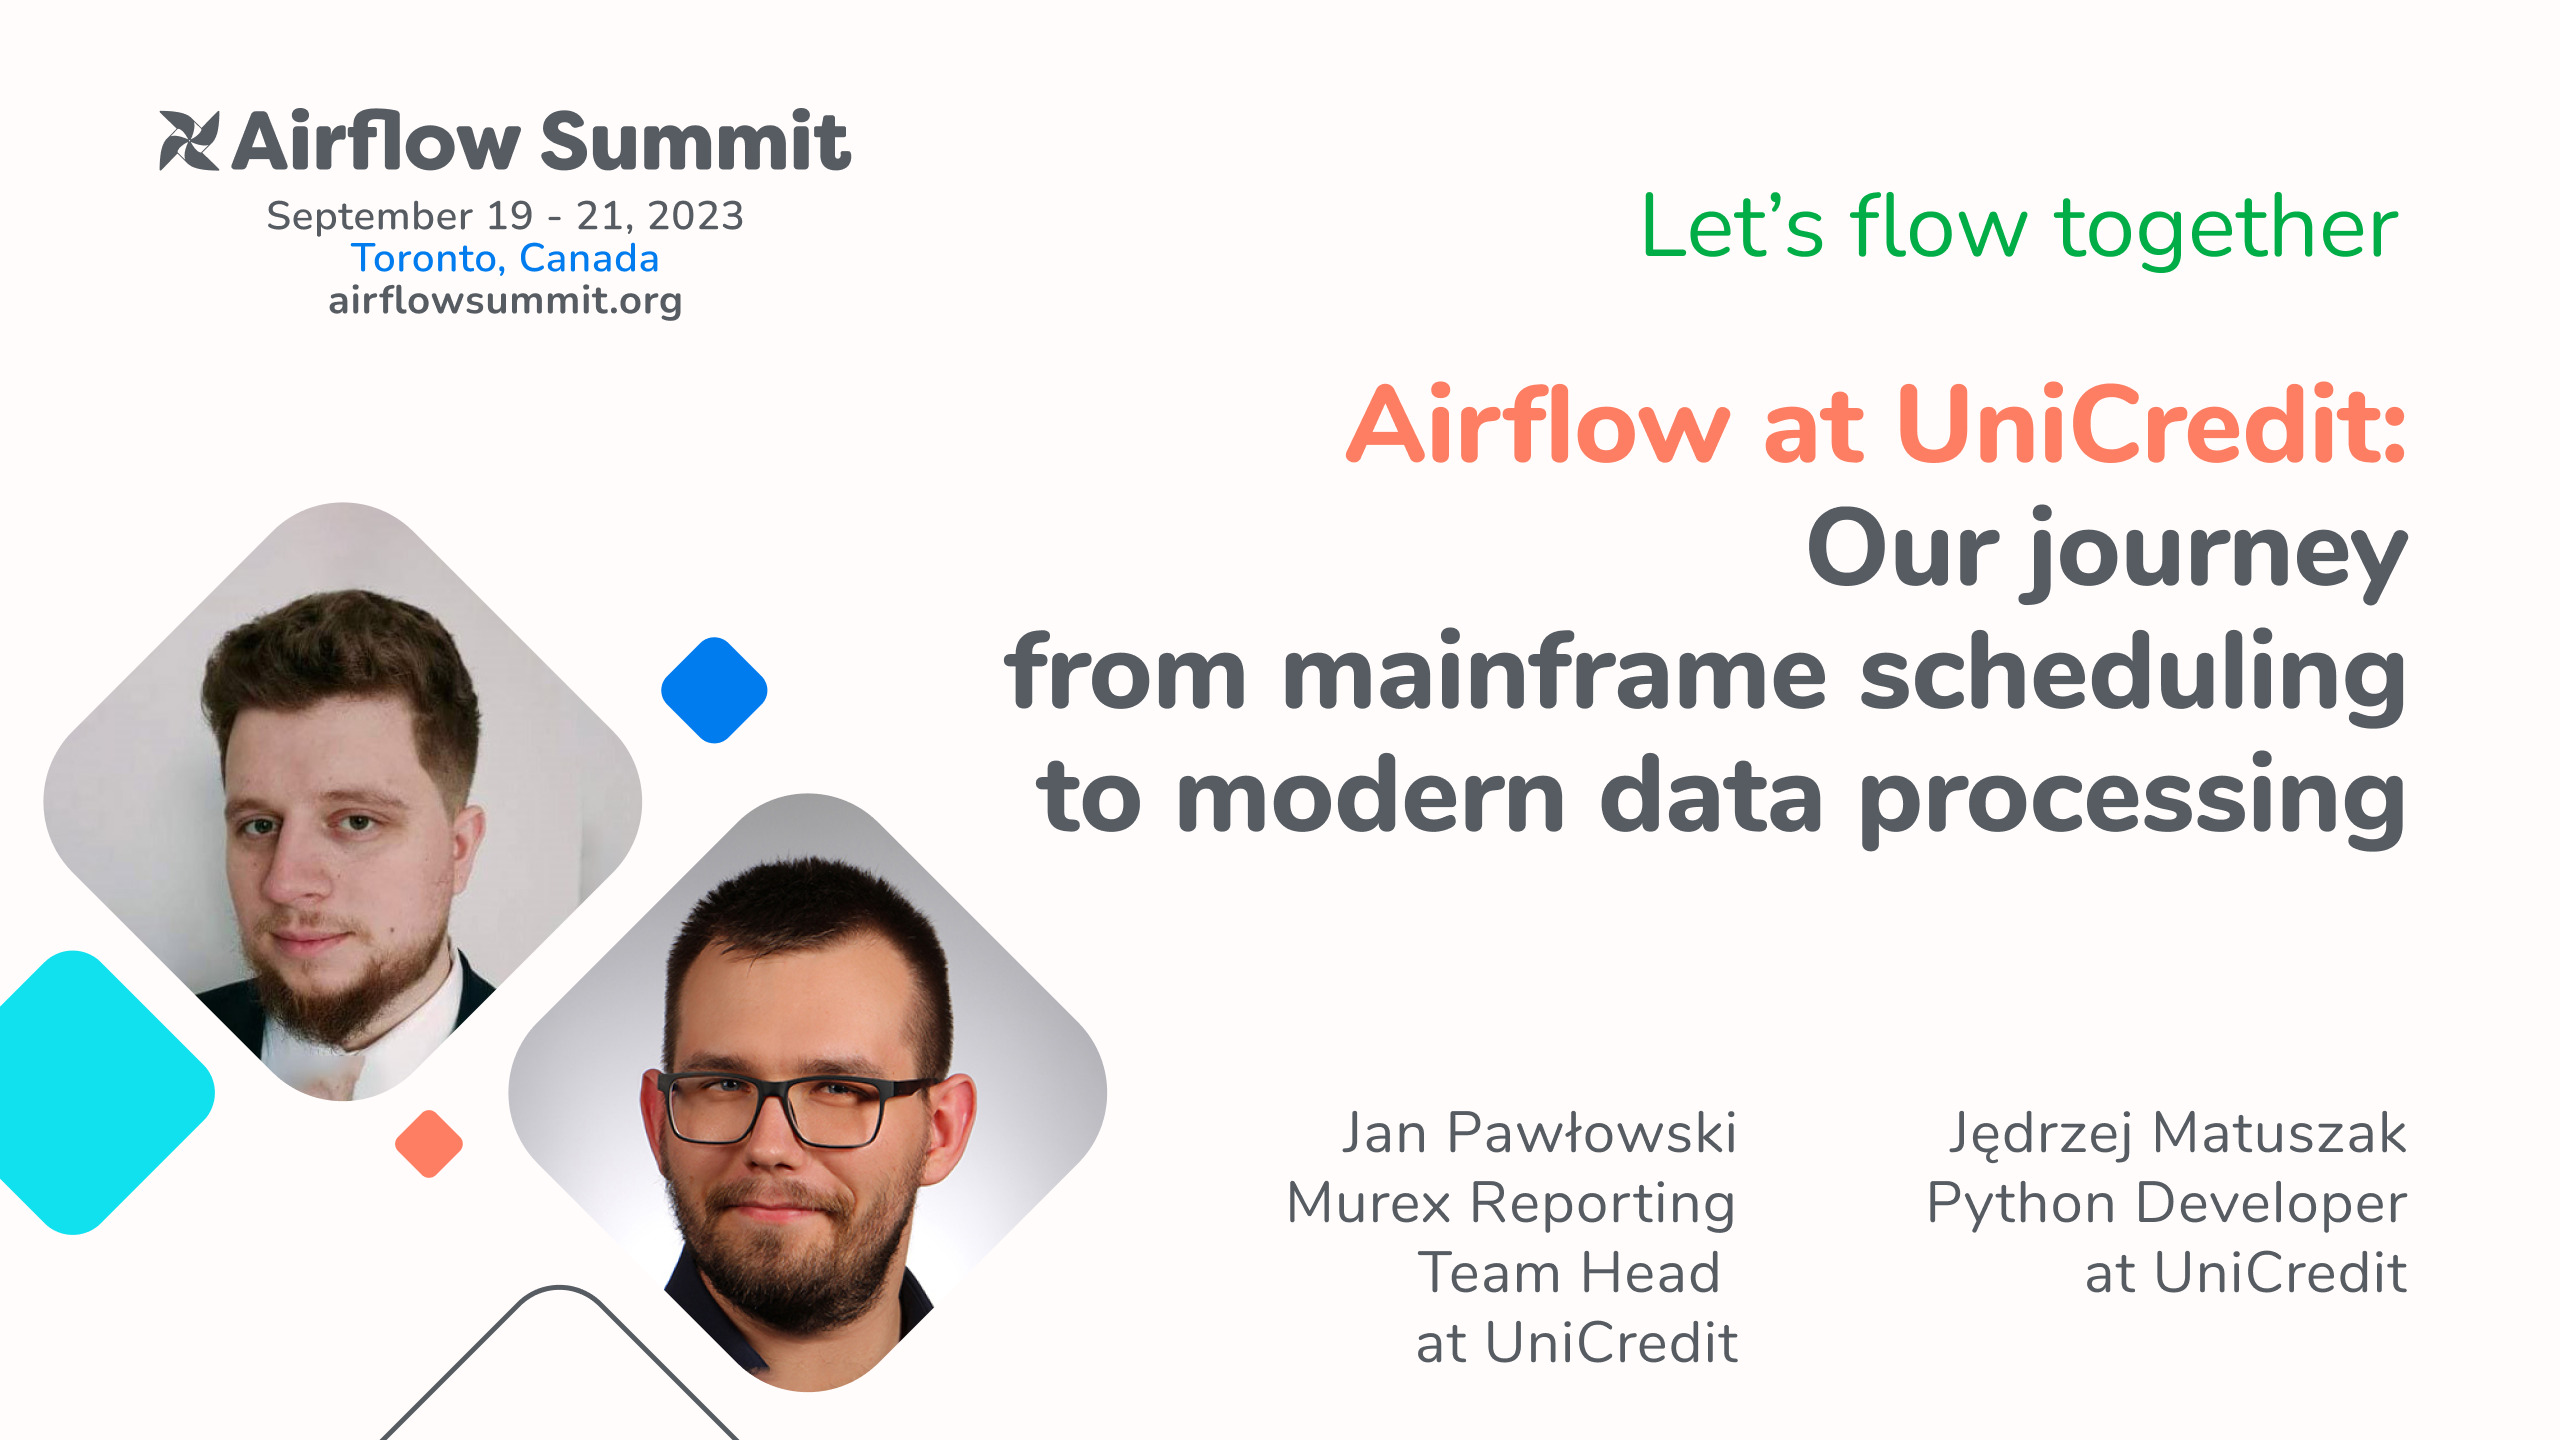 Airflow Summit
September 19 - 21, 2023
Toronto, Canada
airflowsummit.org
Let’s flow together
Airflow at UniCredit:
Our journey
from mainframe scheduling
to modern data processing
Jan Pawłowski
Murex Reporting
Team Head
at UniCredit
Jędrzej Matuszak
Python Developer
at UniCredit